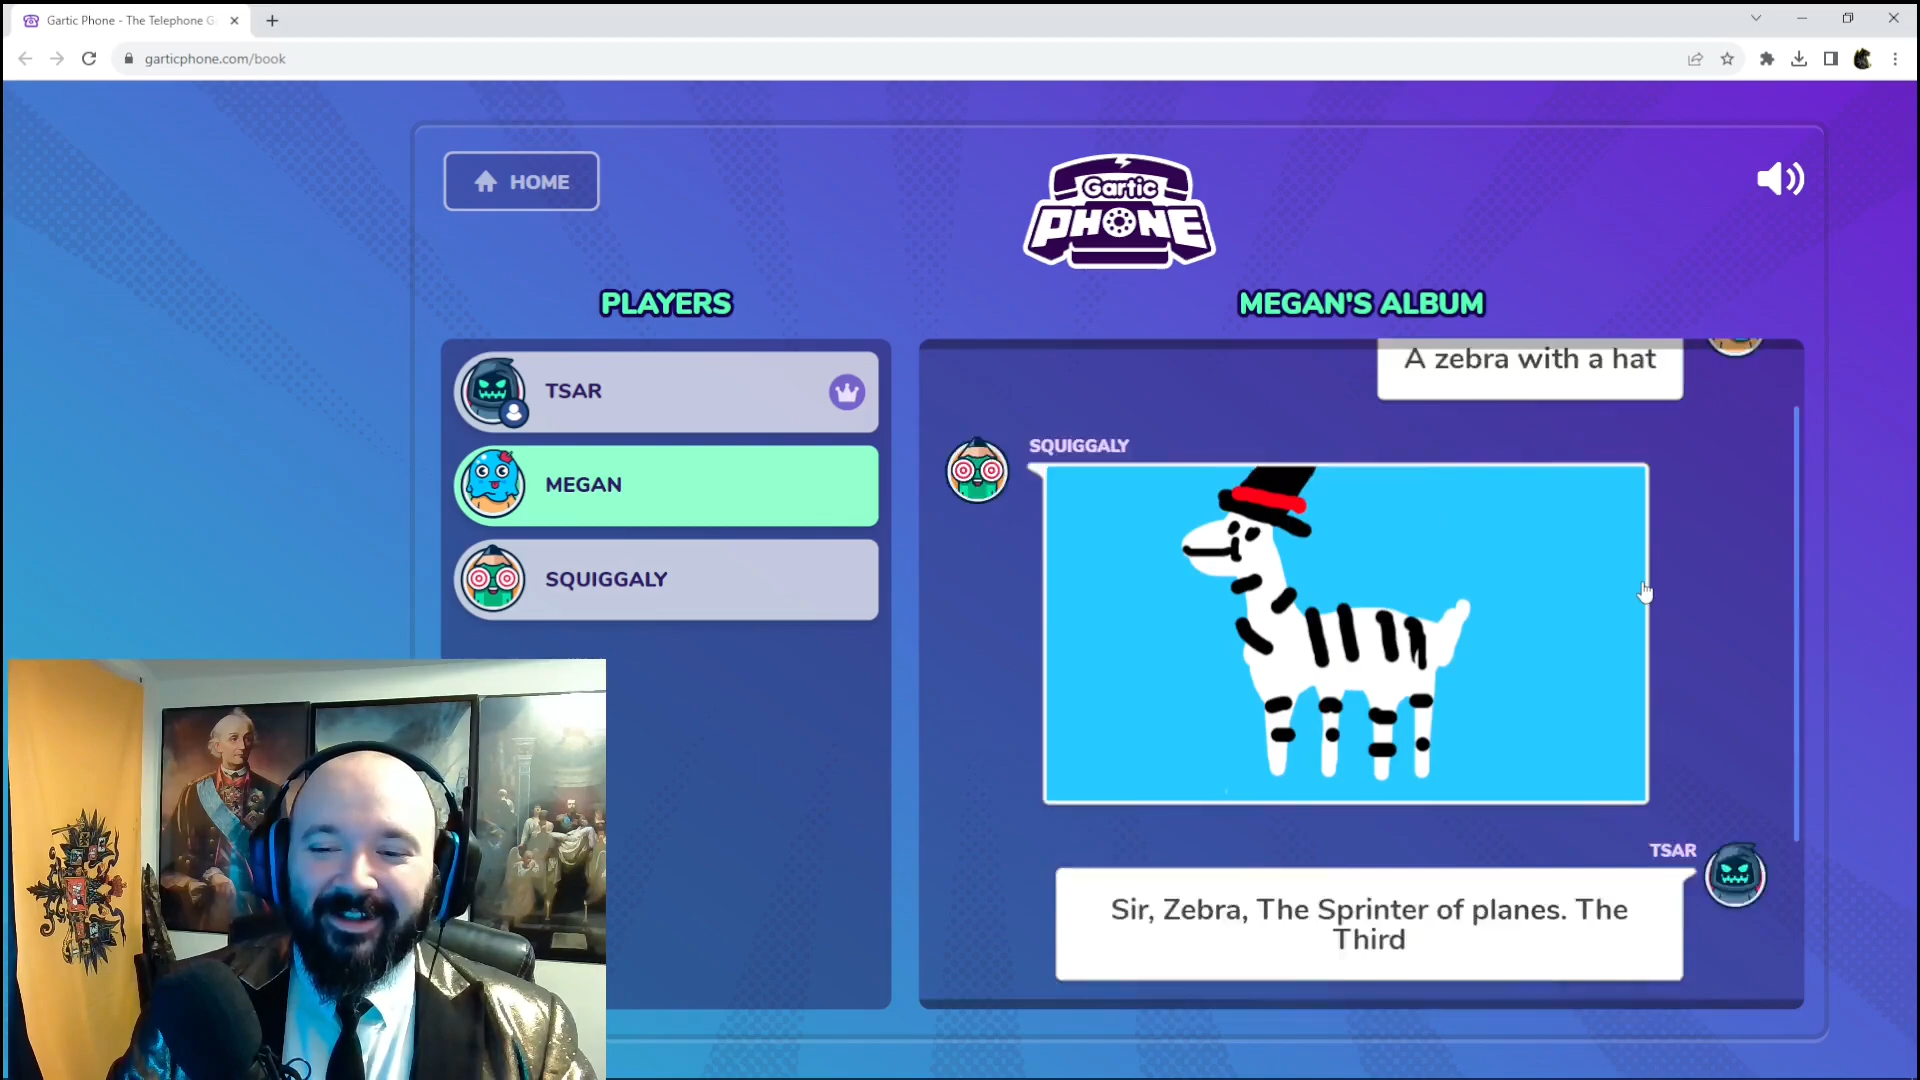 Gartic Phone - The Telephone G
garticphone.com/book
HOME
Gartic
PHONE
PLAYERS
MEGAN'S ALBUM
TSAR
MEGAN
SQUIGGALY
A zebra with a hat
SQUIGGALY
TSAR
Sir, Zebra, The Sprinter of planes. The
Third